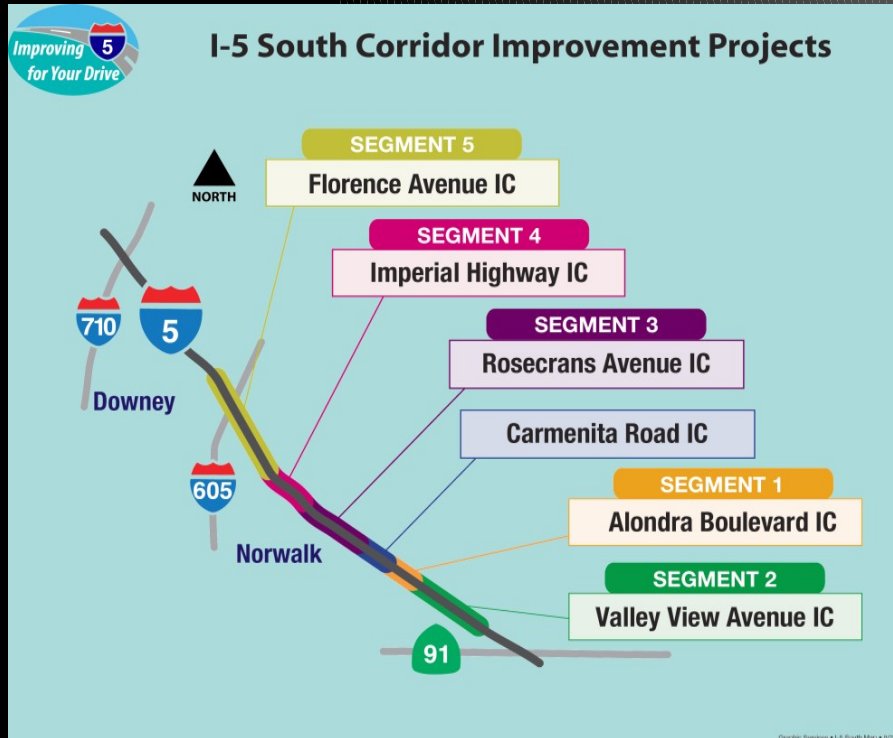 Improving
5
for Your Drive
I-5 South Corridor Improvement Projects
NORTH
SEGMENT 5
Florence Avenue IC
SEGMENT 4
Imperial Highway IC
SEGMENT 3
Rosecrans Avenue IC
Carmenita Road IC
SEGMENT 1
Alondra Boulevard IC
SEGMENT 2
Valley View Avenue IC
710
5
Downey
605
Norwalk
91